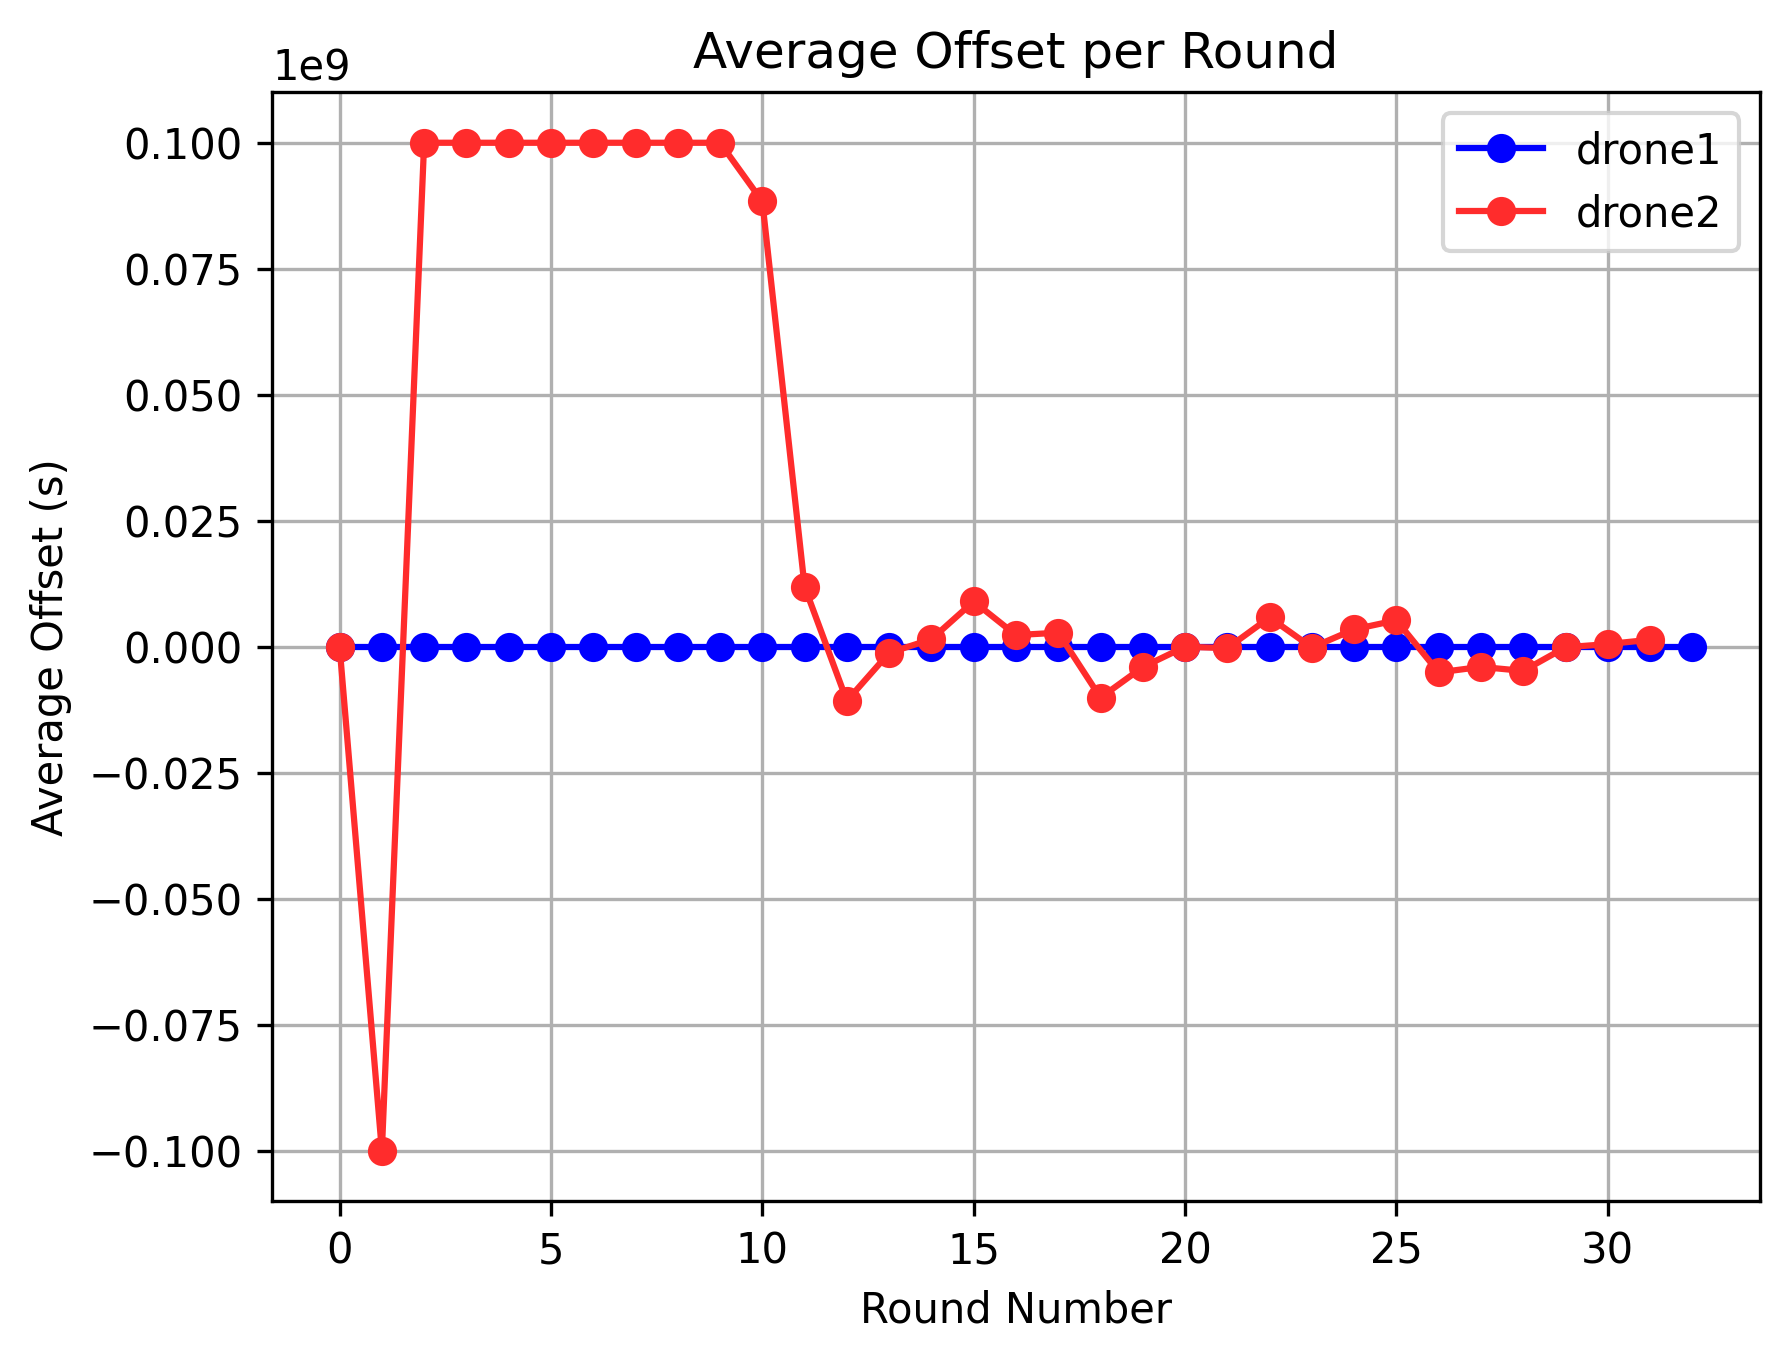 Average Offset per Round
1e9
0.100
0.075
0.050
0.025
0.000
−0.025
−0.050
−0.075
−0.100
Average Offset (s)
drone1
drone2
0 5 10 15 20 25 30
Round Number